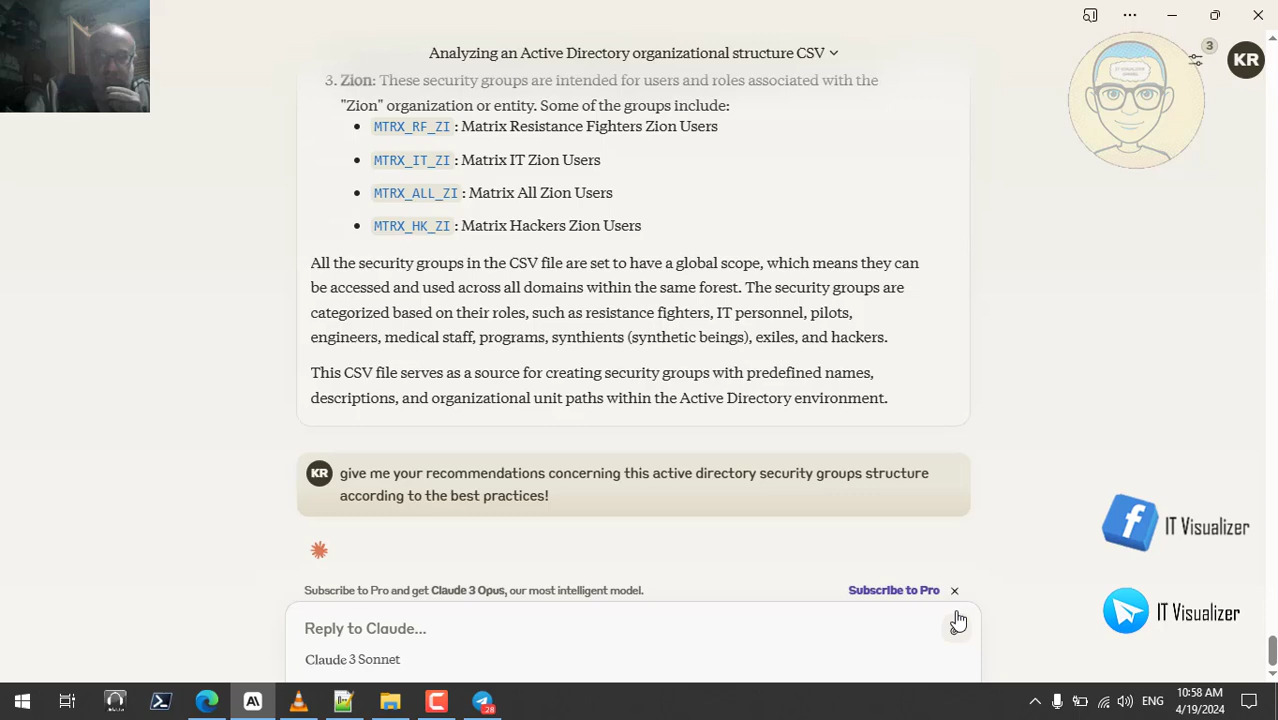 Analyzing an Active Directory organizational structure CSV
3
KR
3. Zion: These security groups are intended for users and roles associated with the
"Zion" organization or entity. Some of the groups include:
MTRX_RF_ZI : Matrix Resistance Fighters Zion Users
MTRX_IT_ZI : Matrix IT Zion Users
MTRX_ALL_ZI : Matrix All Zion Users
MTRX_HK_ZI : Matrix Hackers Zion Users
All the security groups in the CSV file are set to have a global scope, which means they can
be accessed and used across all domains within the same forest. The security groups are
categorized based on their roles, such as resistance fighters, IT personnel, pilots,
engineers, medical staff, programs, synthients (synthetic beings), exiles, and hackers.
This CSV file serves as a source for creating security groups with predefined names,
descriptions, and organizational unit paths within the Active Directory environment.
KR give me your recommendations concerning this active directory security groups structure
according to the best practices!
IT Visualizer
Subscribe to Pro and get Claude 3 Opus, our most intelligent model.
Subscribe to Pro
IT Visualizer
Reply to Claude...
Claude 3 Sonnet
28
ENG
10:58 AM
4/19/2024